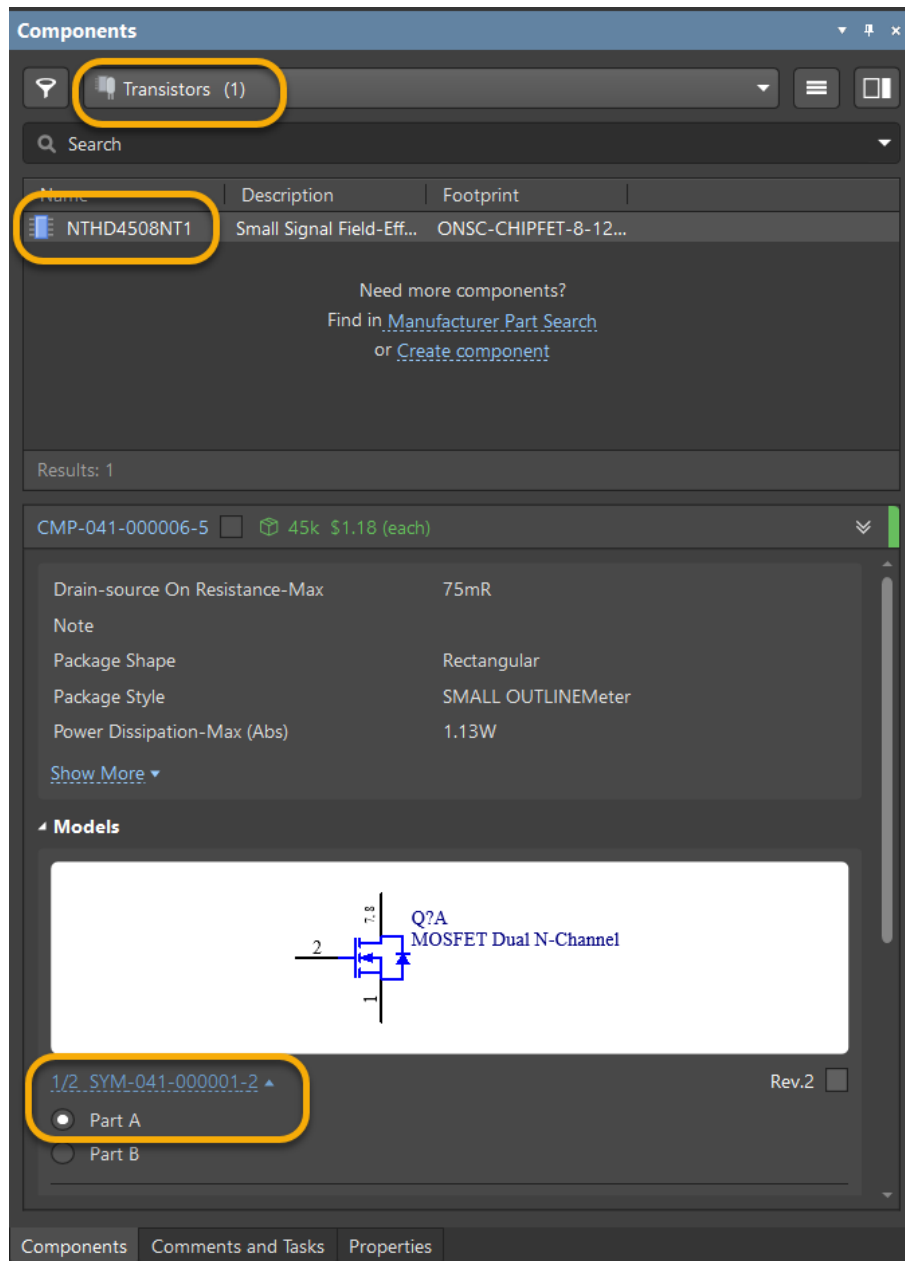 Components
Transistors (1)
Search
Name Description Footprint
NTHD4508NT1 Small Signal Field-Eff... ONSC-CHIPFET-8-12...
Need more components?
Find in Manufacturer Part Search
or Create component
Results: 1
CMP-041-000006-5 45k $1.18 (each)
Drain-source On Resistance-Max 75mR
Note
Package Shape Rectangular
Package Style SMALL OUTLINEMeter
Power Dissipation-Max (Abs) 1.13W
Show More
Models
7, 8
Q?A
2 MOSFET Dual N-Channel
1
1/2 SYM-041-000001-2 Rev.2
Part A
Part B
Components Comments and Tasks Properties